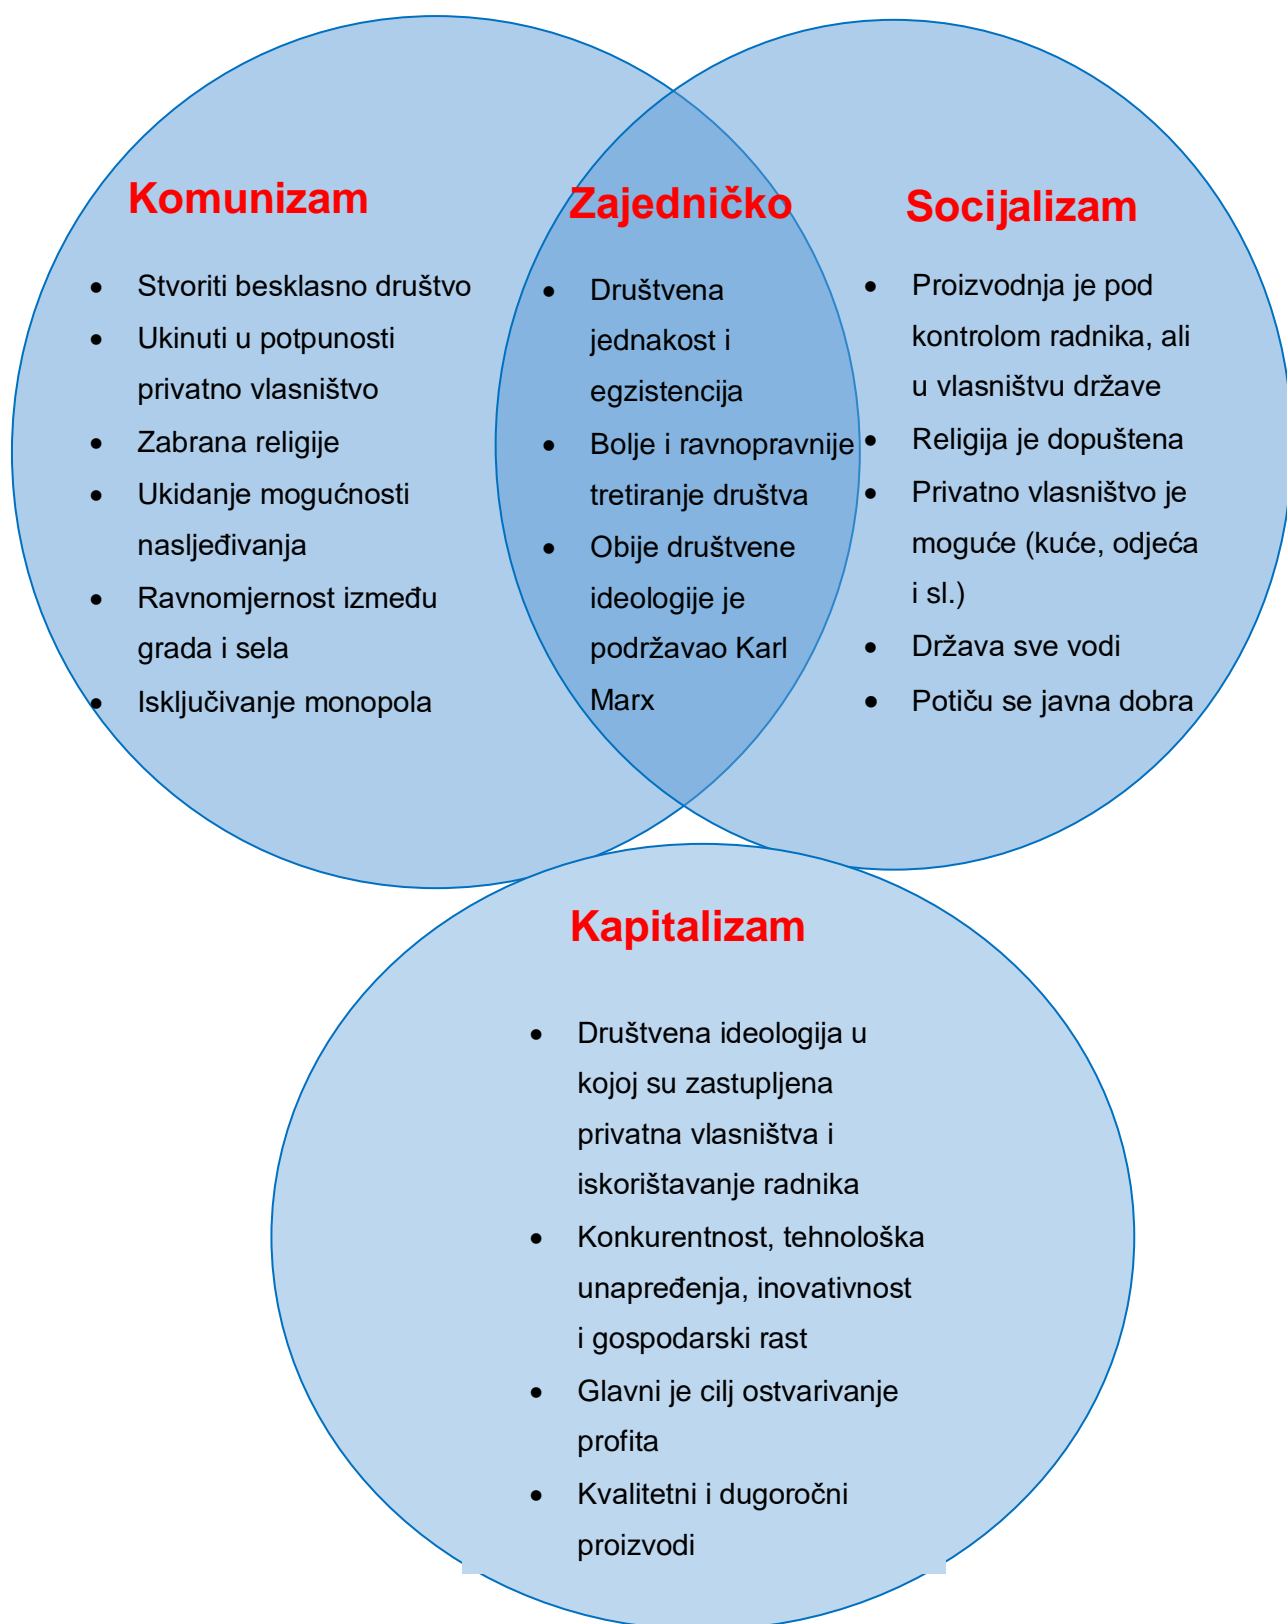 Komunizam
• Stvoriti besklasno društvo
• Ukinuti u potpunosti
privatno vlasništvo
• Zabrana religije
• Ukidanje mogućnosti
nasljeđivanja
• Ravnomjernost između
grada i sela
• Isključivanje monopola
Zajedničko
• Društvena
jednakost i
egzistencija
• Bolje i ravnopravnije
tretiranje društva
• Obije društvene
ideologije je
podržavao Karl
Marx
Socijalizam
• Proizvodnja je pod
kontrolom radnika, ali
u vlasništvu države
• Religija je dopuštena
• Privatno vlasništvo je
moguće (kuće, odjeća
i sl.)
• Država sve vodi
• Potiču se javna dobra
Kapitalizam
• Društvena ideologija u
kojoj su zastupljena
privatna vlasništva i
iskorištavanje radnika
• Konkurentnost, tehnološka
unapređenja, inovativnost
i gospodarski rast
• Glavni je cilj ostvarivanje
profita
• Kvalitetni i dugoročni
proizvodi